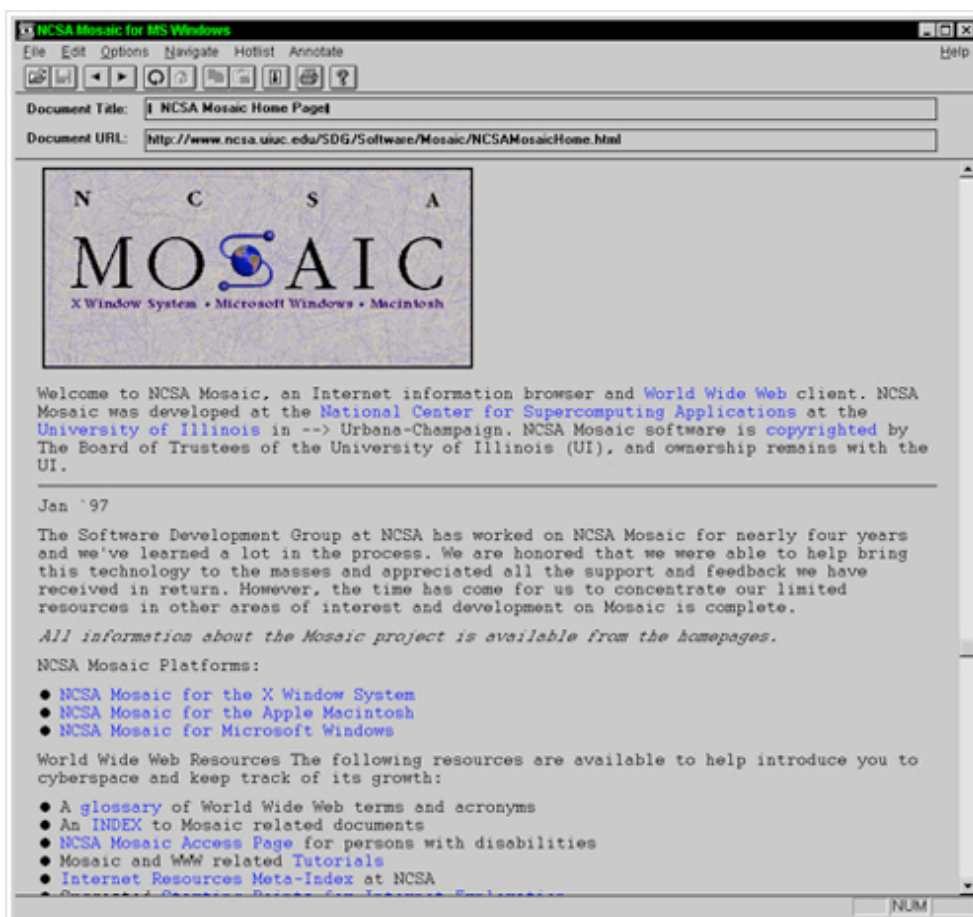 NCSA Mosaic for MS Windows
File Edit Options Navigate Hotlist Annotate Help
Document Title: NCSA Mosaic Home Page
Document URL: http://www.ncsa.uiuc.edu/SDG/Software/Mosaic/NCSAMosaicHome.html
N C S A
MOSAIC
X Window System • Microsoft Windows • Macintosh
Welcome to NCSA Mosaic, an Internet information browser and World Wide Web client. NCSA
Mosaic was developed at the National Center for Supercomputing Applications at the
University of Illinois in --> Urbana-Champaign. NCSA Mosaic software is copyrighted by
The Board of Trustees of the University of Illinois (UI), and ownership remains with the
UI.
Jan `97
The Software Development Group at NCSA has worked on NCSA Mosaic for nearly four years
and we've learned a lot in the process. We are honored that we were able to help bring
this technology to the masses and appreciated all the support and feedback we have
received in return. However, the time has come for us to concentrate our limited
resources in other areas of interest and development on Mosaic is complete.
All information about the Mosaic project is available from the homepages.
NCSA Mosaic Platforms:
● NCSA Mosaic for the X Window System
● NCSA Mosaic for the Apple Macintosh
● NCSA Mosaic for Microsoft Windows
World Wide Web Resources The following resources are available to help introduce you to
cyberspace and keep track of its growth:
● A glossary of World Wide Web terms and acronyms
● An INDEX to Mosaic related documents
● NCSA Mosaic Access Page for persons with disabilities
● Mosaic and WWW related Tutorials
● Internet Resources Meta-Index at NCSA
● Suggested Starting Points for Internet Exploration
NUM